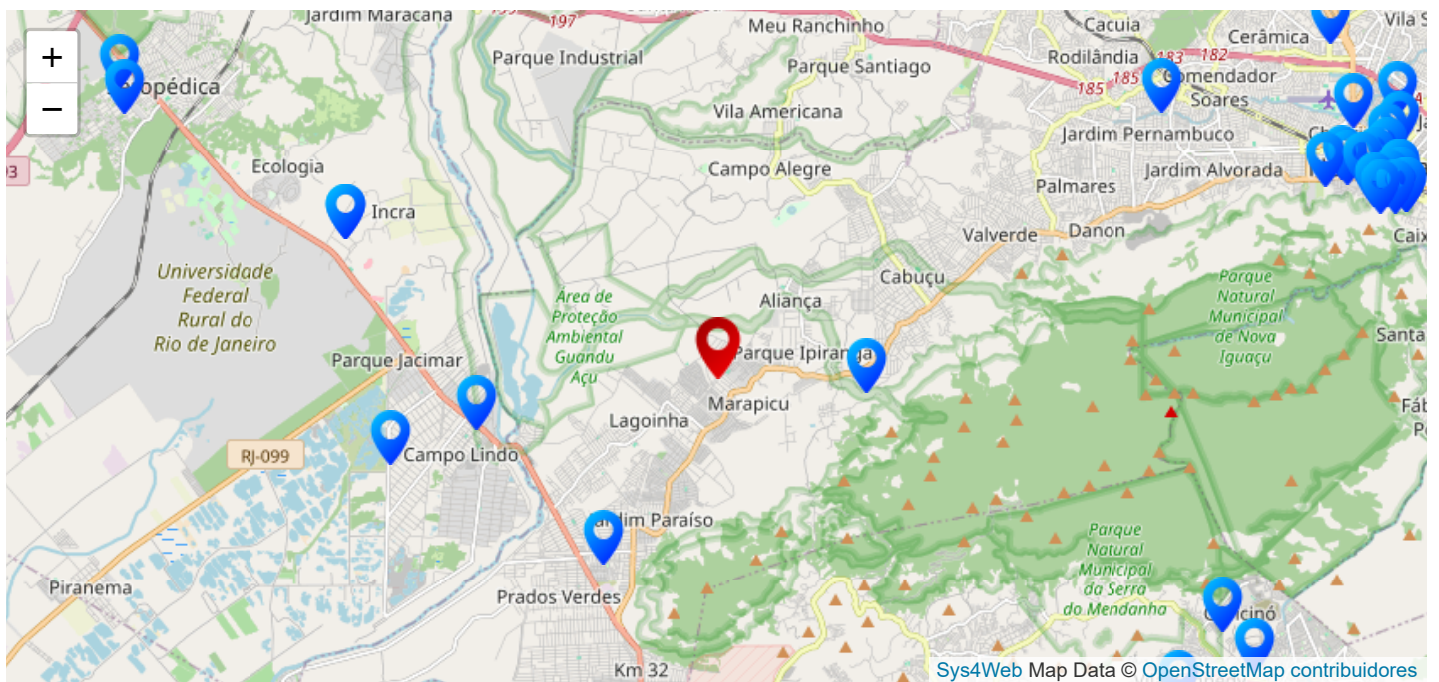 Jardim Maracanã
197
Meu Ranchinho
Cacuia
Vila S
Cerâmica
+
Parque Industrial
Rodilândia
183
182
Parque Santiago
185
185
Comendador
Soares
opédica
−
Vila Americana
Jardim Pernambuco
Ecologia
Campo Alegre
Jardim Alvorada
Palmares
Incra
Valverde
Danon
Caix
Universidade
Federal
Rural do
Rio de Janeiro
Cabuçu
Parque
Natural
Municipal
de Nova
Iguaçu
Área de
Proteção
Ambiental
Guandu
Açu
Aliança
Santa
Parque Jacimar
Parque Ipiranga
Marapicu
Lagoinha
Fáb
RJ-099
Campo Lindo
Jardim Paraíso
Parque
Natural
Municipal
da Serra
do Mendanha
Piranema
Prados Verdes
Km 32
Sys4Web Map Data © OpenStreetMap contribuidores